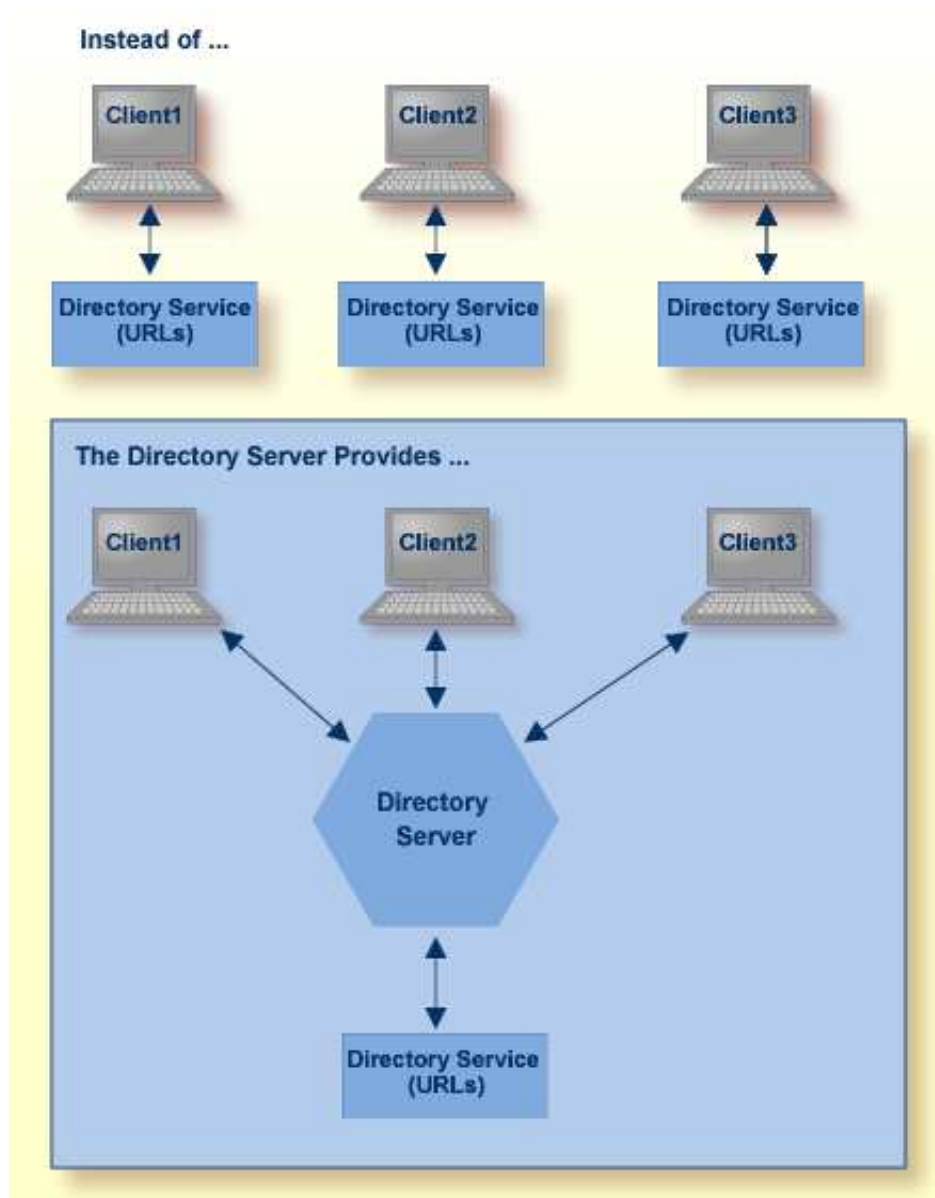 Instead of ...
Client1
Client2
Client3
Directory Service
(URLs)
Directory Service
(URLs)
Directory Service
(URLs)
The Directory Server Provides ...
Client1
Client2
Client3
Directory
Server
Directory Service
(URLs)